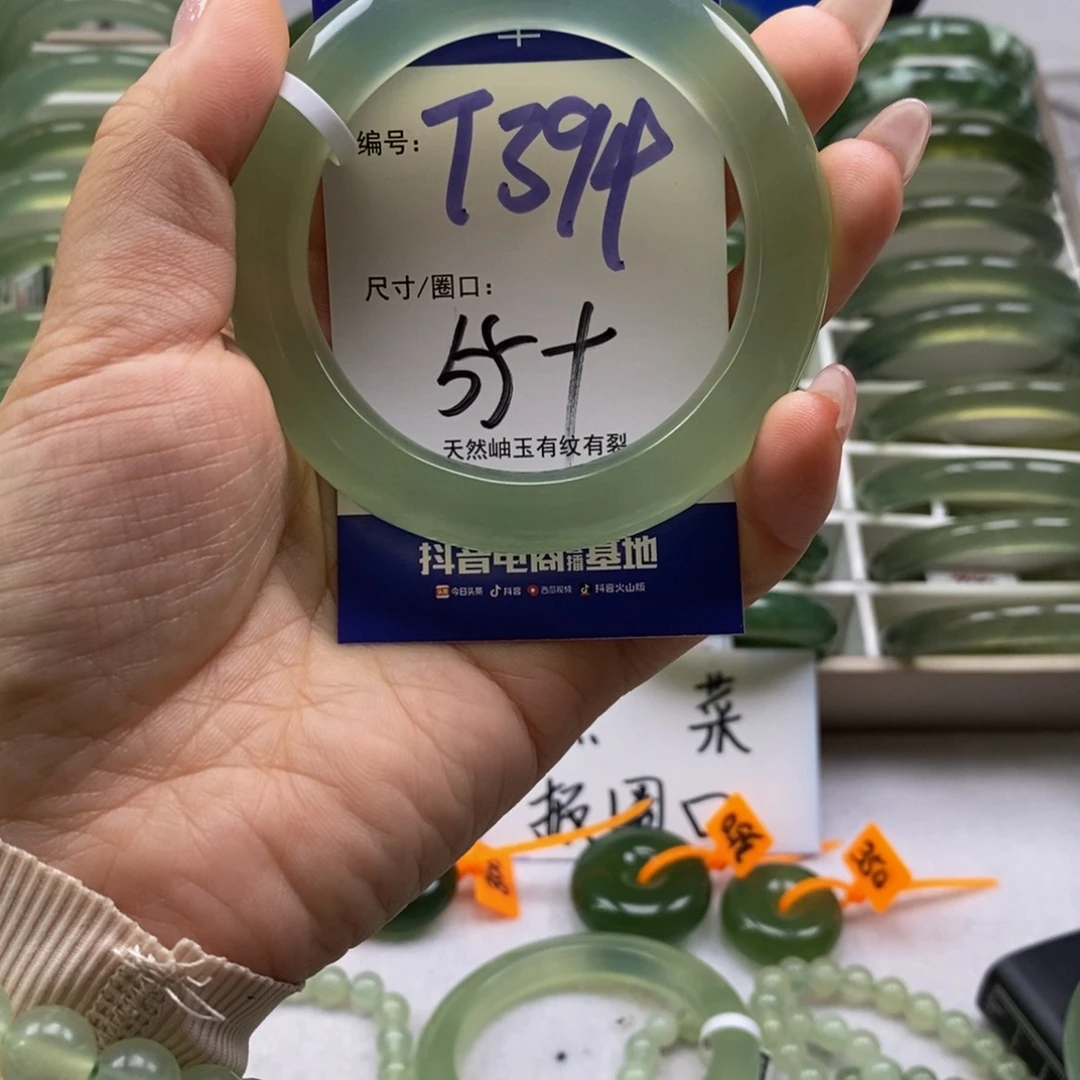 编号: T394
尺寸/圈口:
55+
天然岫玉有纹有裂
抖音电商直播基地
今日头条 抖音 西瓜视频 抖音火山版
菜
报圈口
350